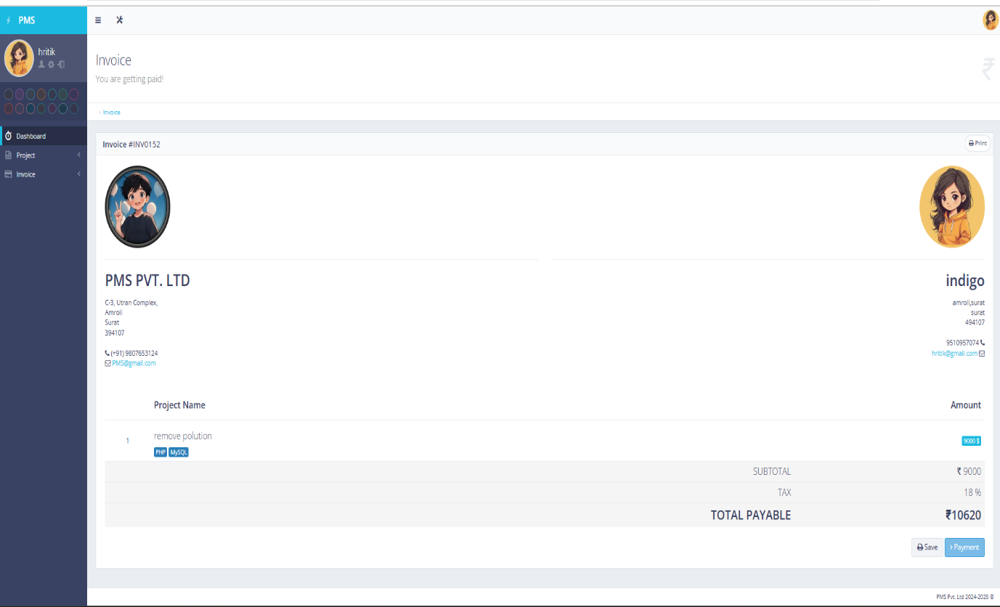 PMS
hritik
Dashboard
Project
Invoice
Invoice
You are getting paid!
› Invoice
Invoice #INV0152
Print
PMS PVT. LTD
C-3, Utran Complex,
Amroli
Surat
394107
(+91) 9807653124
PMS@gmail.com
indigo
amroli,surat
surat
494107
9510957074
hritik@gmail.com
Project Name Amount
1 remove polution 9000 $
PHP MySQL
SUBTOTAL ₹ 9000
TAX 18 %
TOTAL PAYABLE ₹10620
Save › Payment
PMS Pvt. Ltd 2024-2025 ©